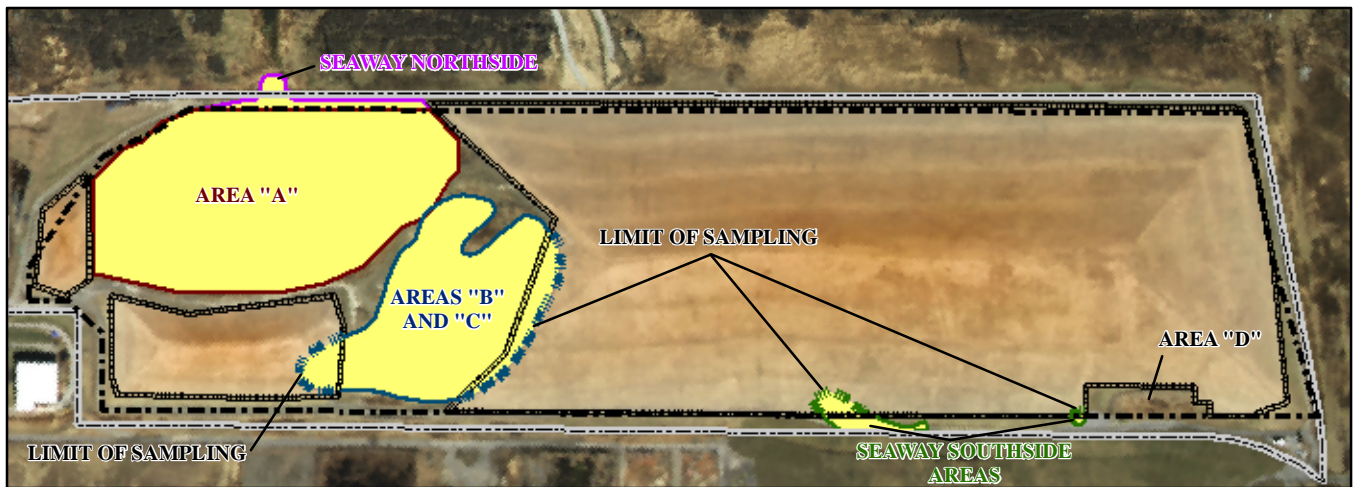 SEAWAY NORTHSIDE
AREA "A"
LIMIT OF SAMPLING
AREAS "B"
AND "C"
AREA "D"
LIMIT OF SAMPLING
SEAWAY SOUTHSIDE
AREAS